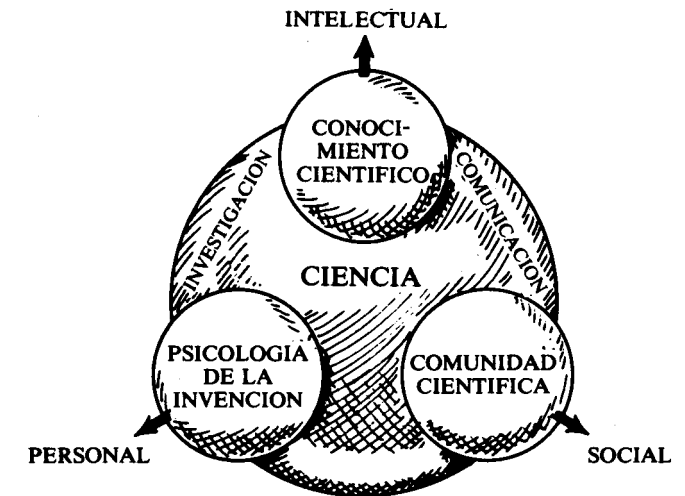 INTELECTUAL
CONOCI-
MIENTO
CIENTIFICO
INVESTIGACION
COMUNICACION
CIENCIA
PSICOLOGIA
DE LA
INVENCION
COMUNIDAD
CIENTIFICA
PERSONAL
SOCIAL